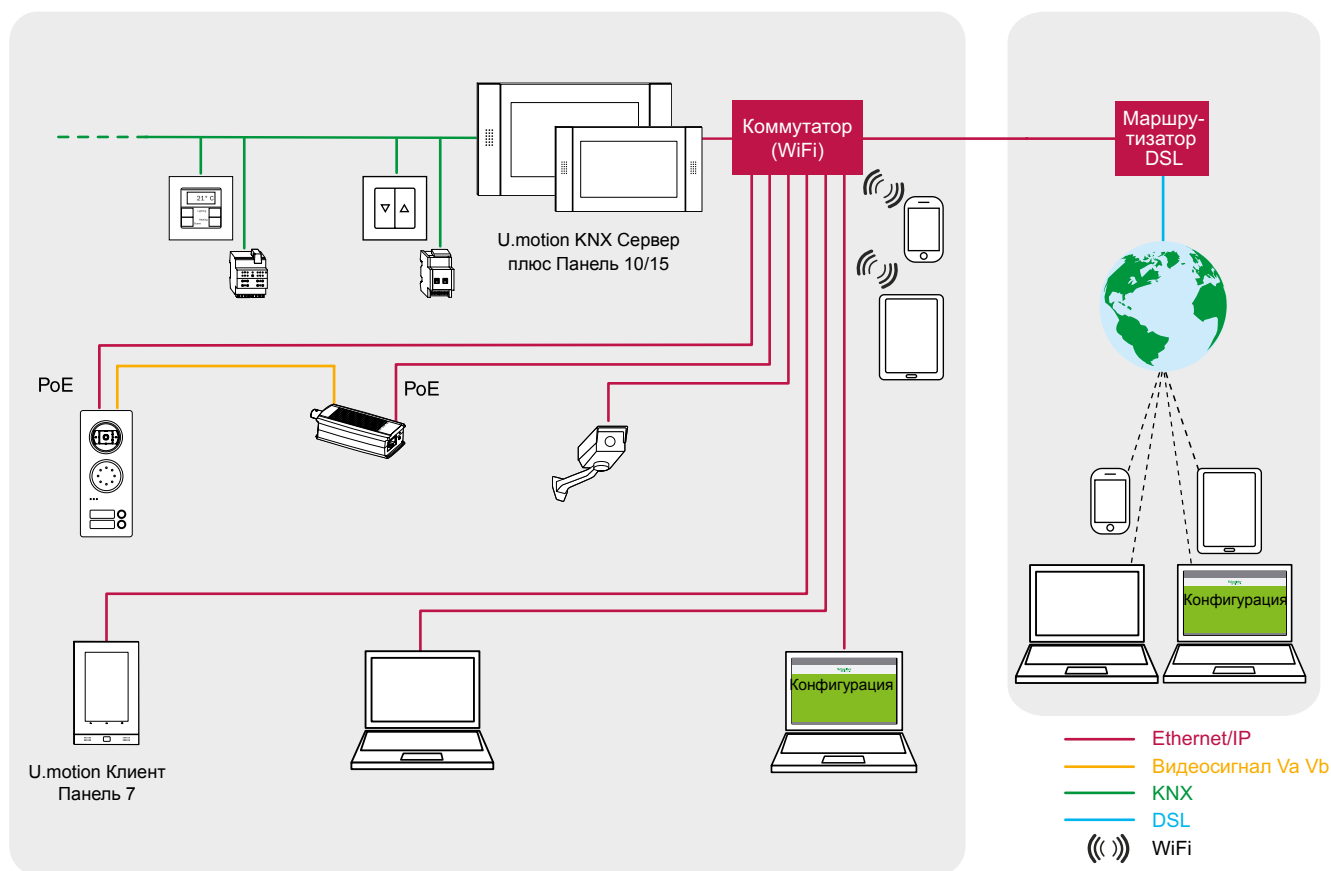 Коммутатор
(WiFi)
Маршру-
тизатор
DSL
21° C
U.motion KNX Сервер
плюс Панель 10/15
PoE
PoE
Конфигурация
Конфигурация
U.motion Клиент
Панель 7
Ethernet/IP
Видеосигнал Va Vb
KNX
DSL
WiFi